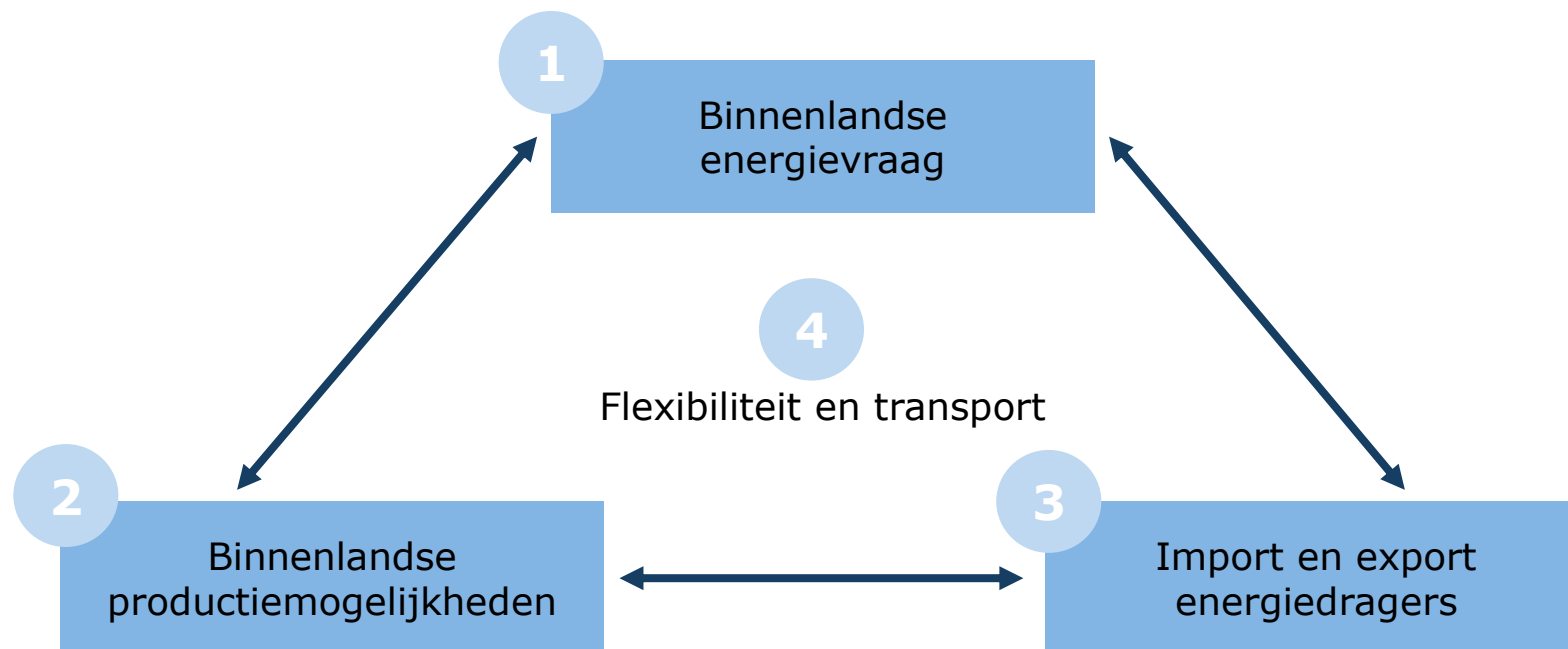 1
Binnenlandse
energievraag
4
Flexibiliteit en transport
2
Binnenlandse
productiemogelijkheden
3
Import en export
energiedragers